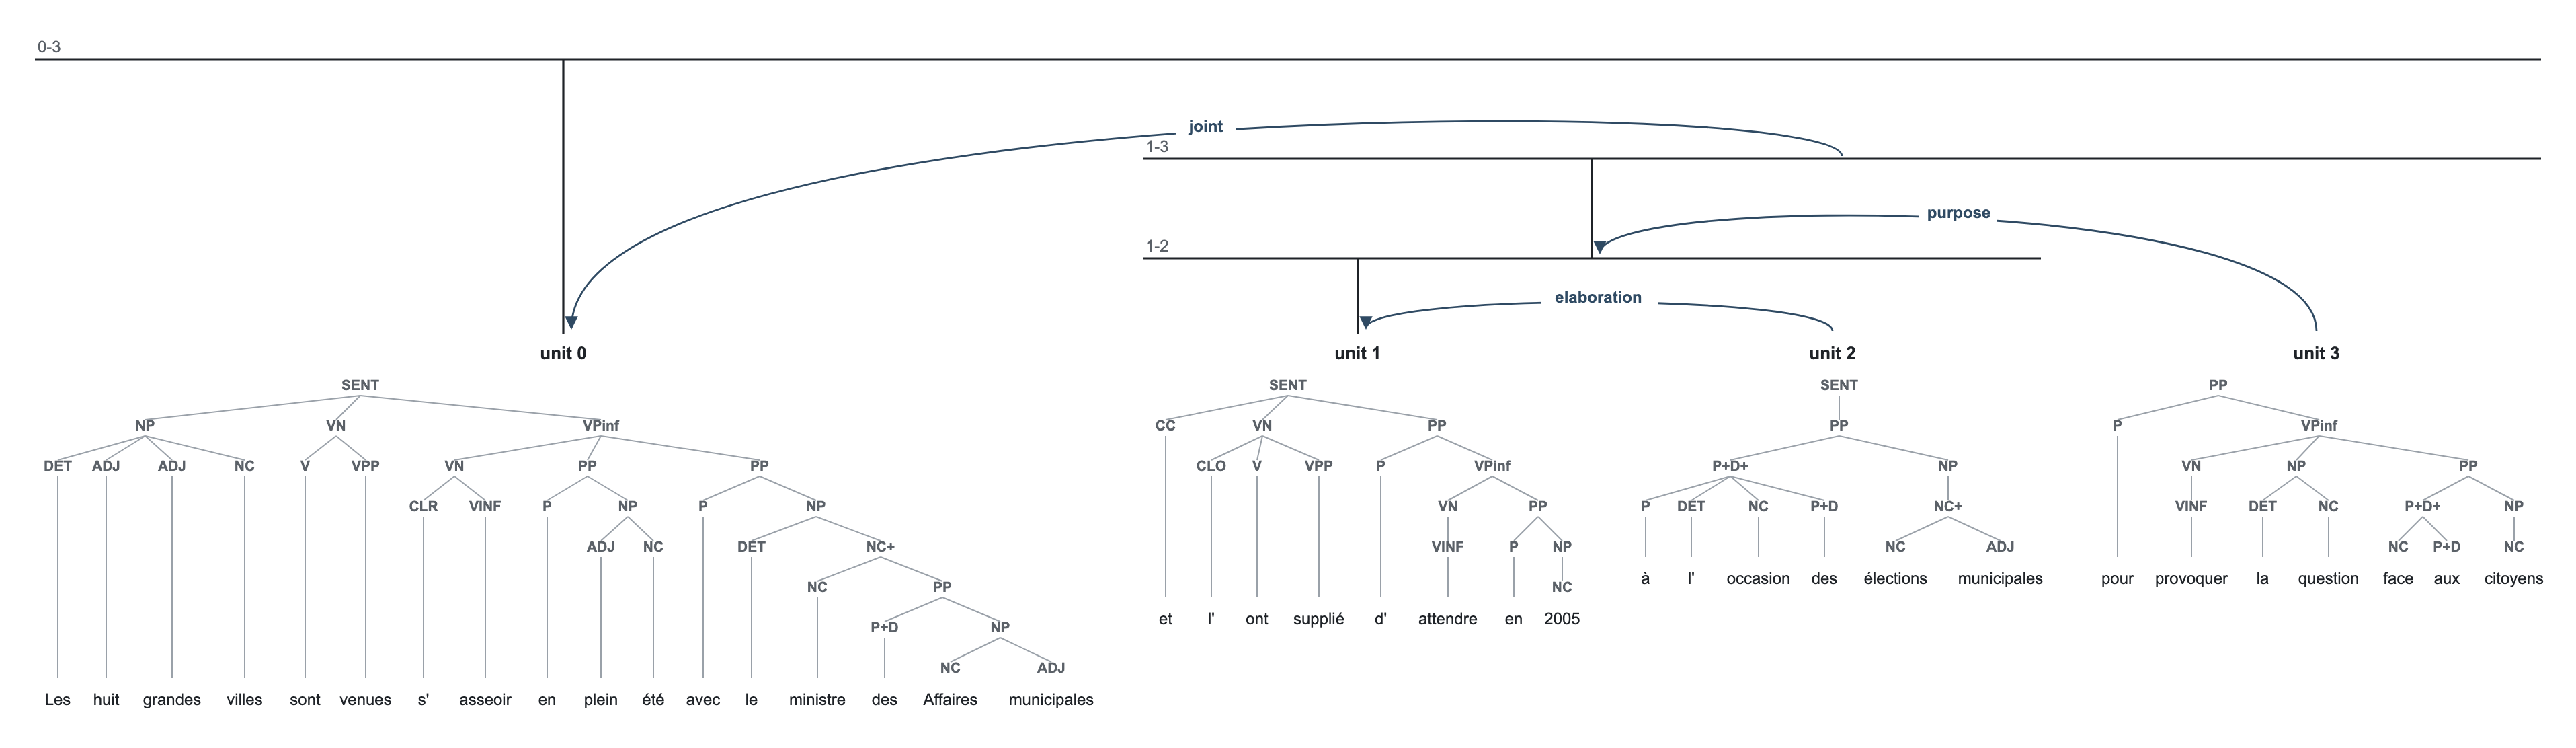 0-3
joint
1-3
purpose
1-2
elaboration
unit 0 unit 1 unit 2 unit 3
SENT SENT SENT PP
NP VN VPinf CC VN PP PP P VPinf
DET ADJ ADJ NC V VPP VN PP PP CLO V VPP P VPinf P+D+ NP VN NP PP
CLR VINF P NP P NP VN PP P DET NC P+D NC+ VINF DET NC P+D+ NP
ADJ NC DET NC+ VINF P NP NC ADJ NC P+D NC
à l' occasion des élections municipales pour provoquer la question face aux citoyens
NC PP NC
et l' ont supplié d' attendre en 2005
P+D NP
NC ADJ
Les huit grandes villes sont venues s' asseoir en plein été avec le ministre des Affaires municipales